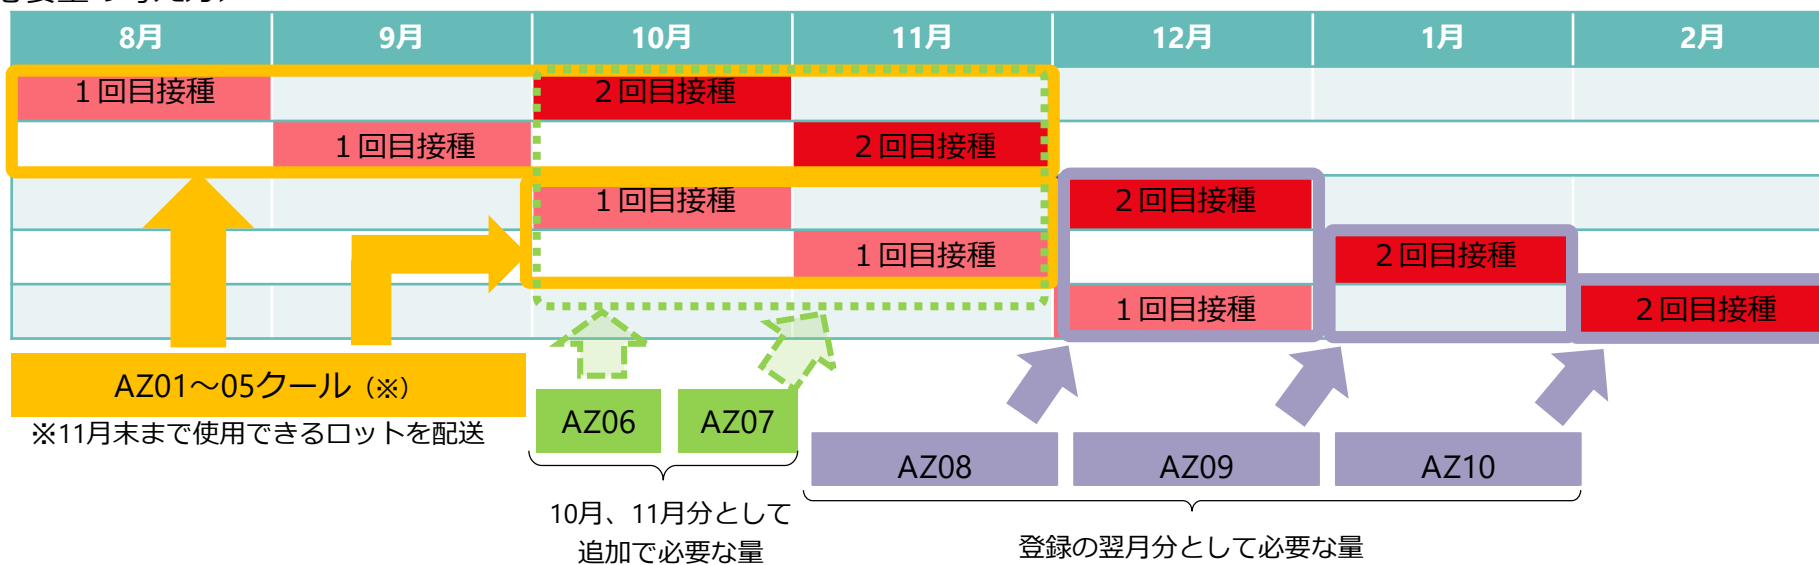 8月 9月 10月 11月 12月 1月 2月
１回目接種 ２回目接種
１回目接種 ２回目接種
１回目接種 ２回目接種
１回目接種 ２回目接種
１回目接種 ２回目接種
AZ01～05クール（※）
※11月末まで使用できるロットを配送
AZ06 AZ07
AZ08 AZ09 AZ10
10月、11月分として
追加で必要な量
登録の翌月分として必要な量